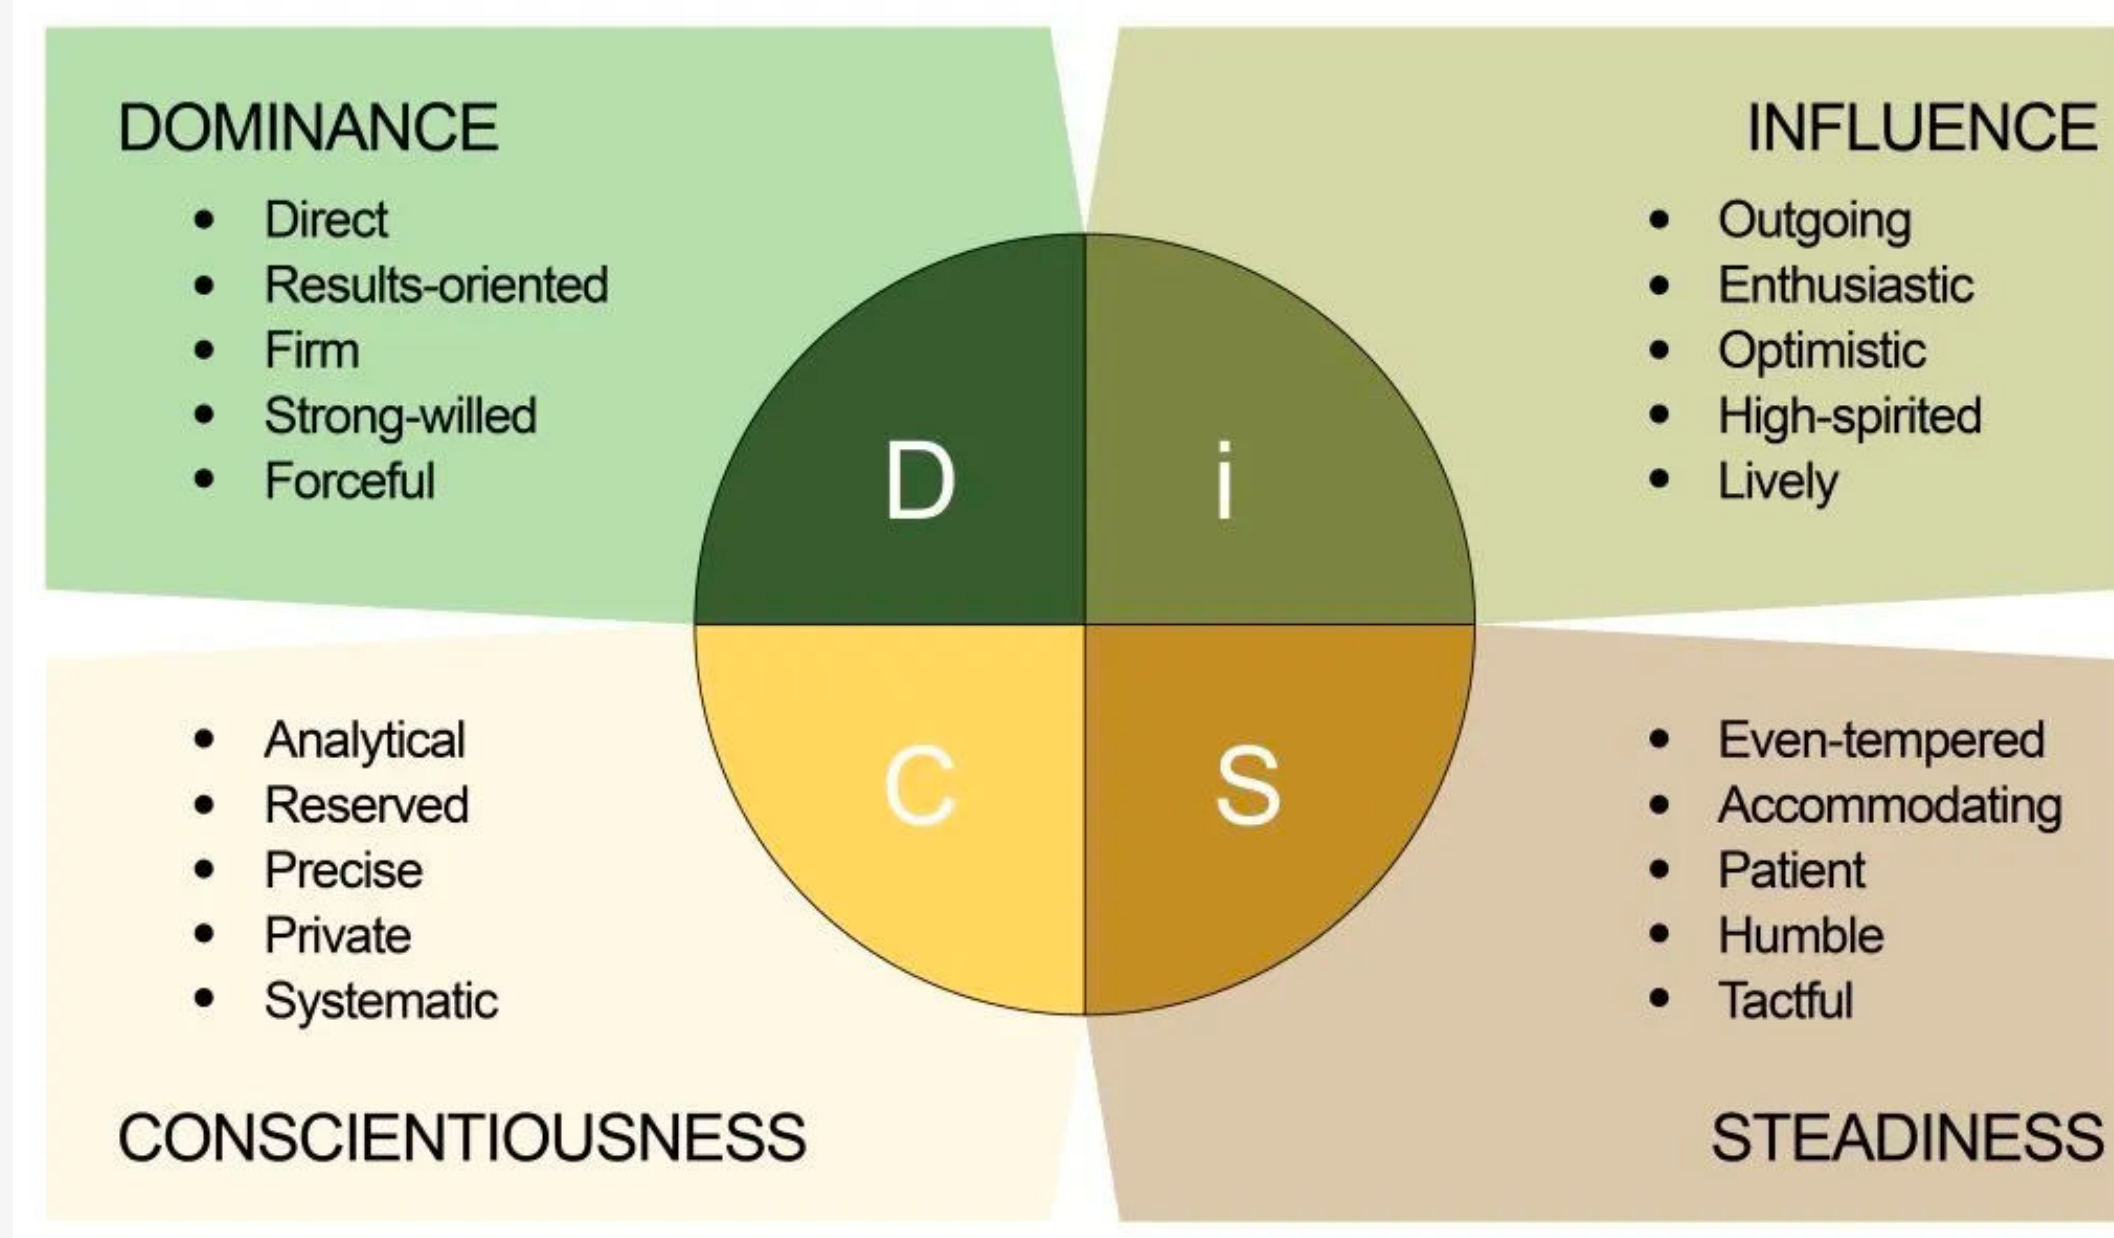 DOMINANCE
• Direct
• Results-oriented
• Firm
• Strong-willed
• Forceful
INFLUENCE
• Outgoing
• Enthusiastic
• Optimistic
• High-spirited
• Lively
D
i
C
S
• Analytical
• Reserved
• Precise
• Private
• Systematic
CONSCIENTIOUSNESS
• Even-tempered
• Accommodating
• Patient
• Humble
• Tactful
STEADINESS